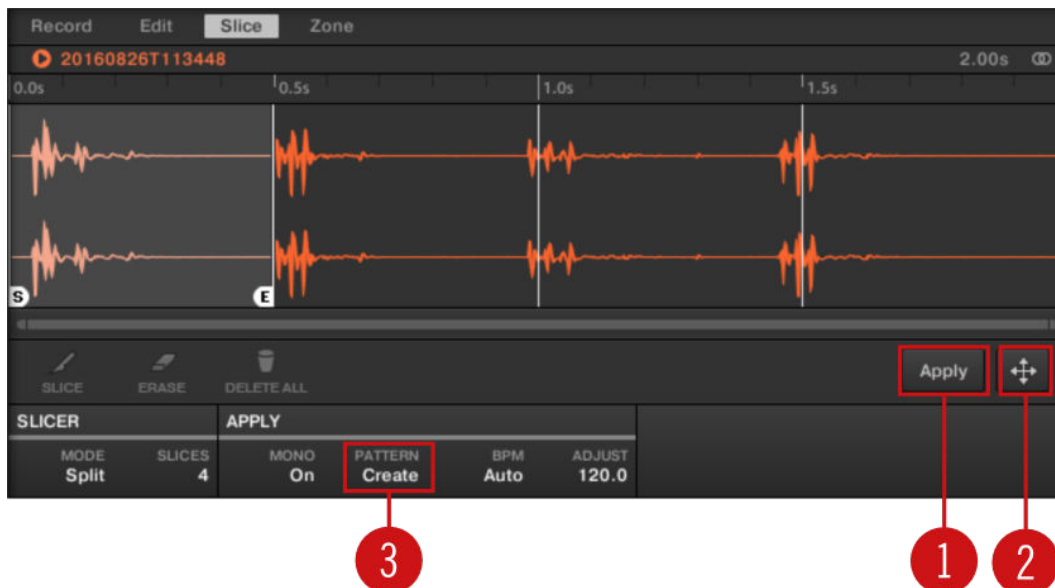 Record Edit Slice Zone
20160826T113448 2.00s
0.0s 0.5s 1.0s 1.5s
S E
Apply
SLICE ERASE DELETE ALL
SLICER APPLY
MODE SLICES MONO PATTERN BPM ADJUST
Split 4 On Create Auto 120.0
3 1 2